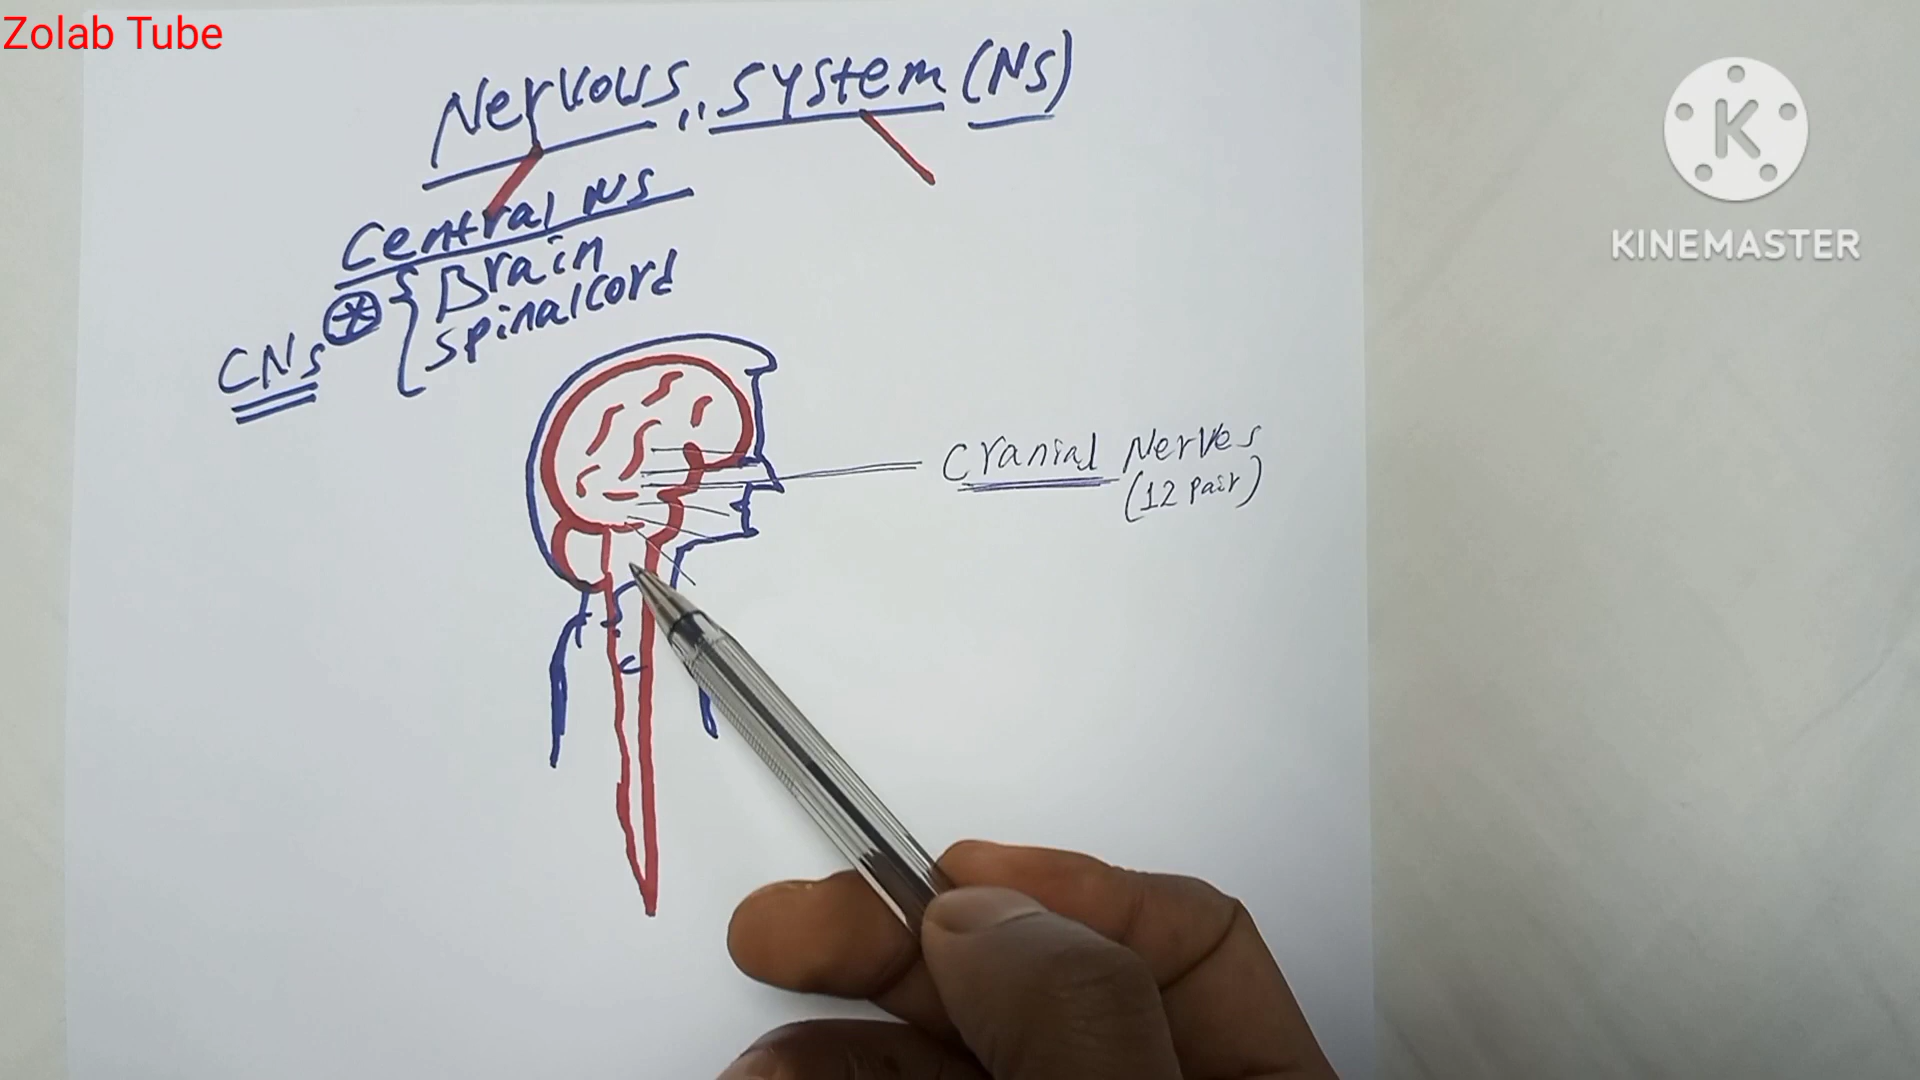 Zolab Tube
Nervous system (NS)
KINEMASTER
Central NS
Brain
spinalcord
CNS
Cranial Nerves
(12 pair)